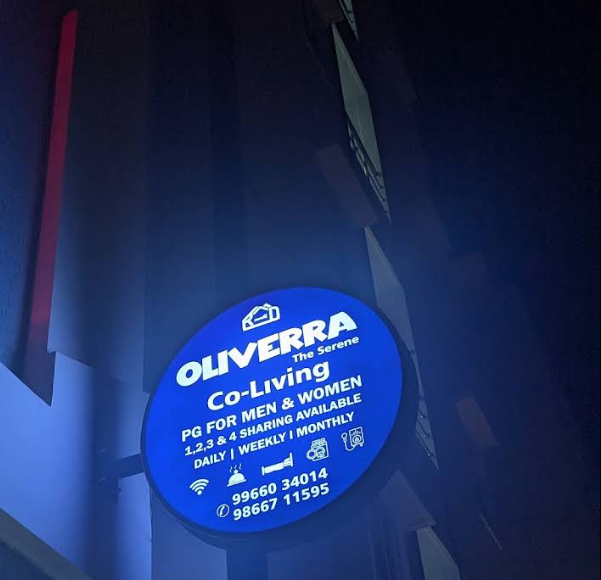 OLIVERRA
The Serene
Co-Living
PG FOR MEN & WOMEN
1,2,3 & 4 SHARING AVAILABLE
DAILY | WEEKLY | MONTHLY
99660 34014
98667 11595